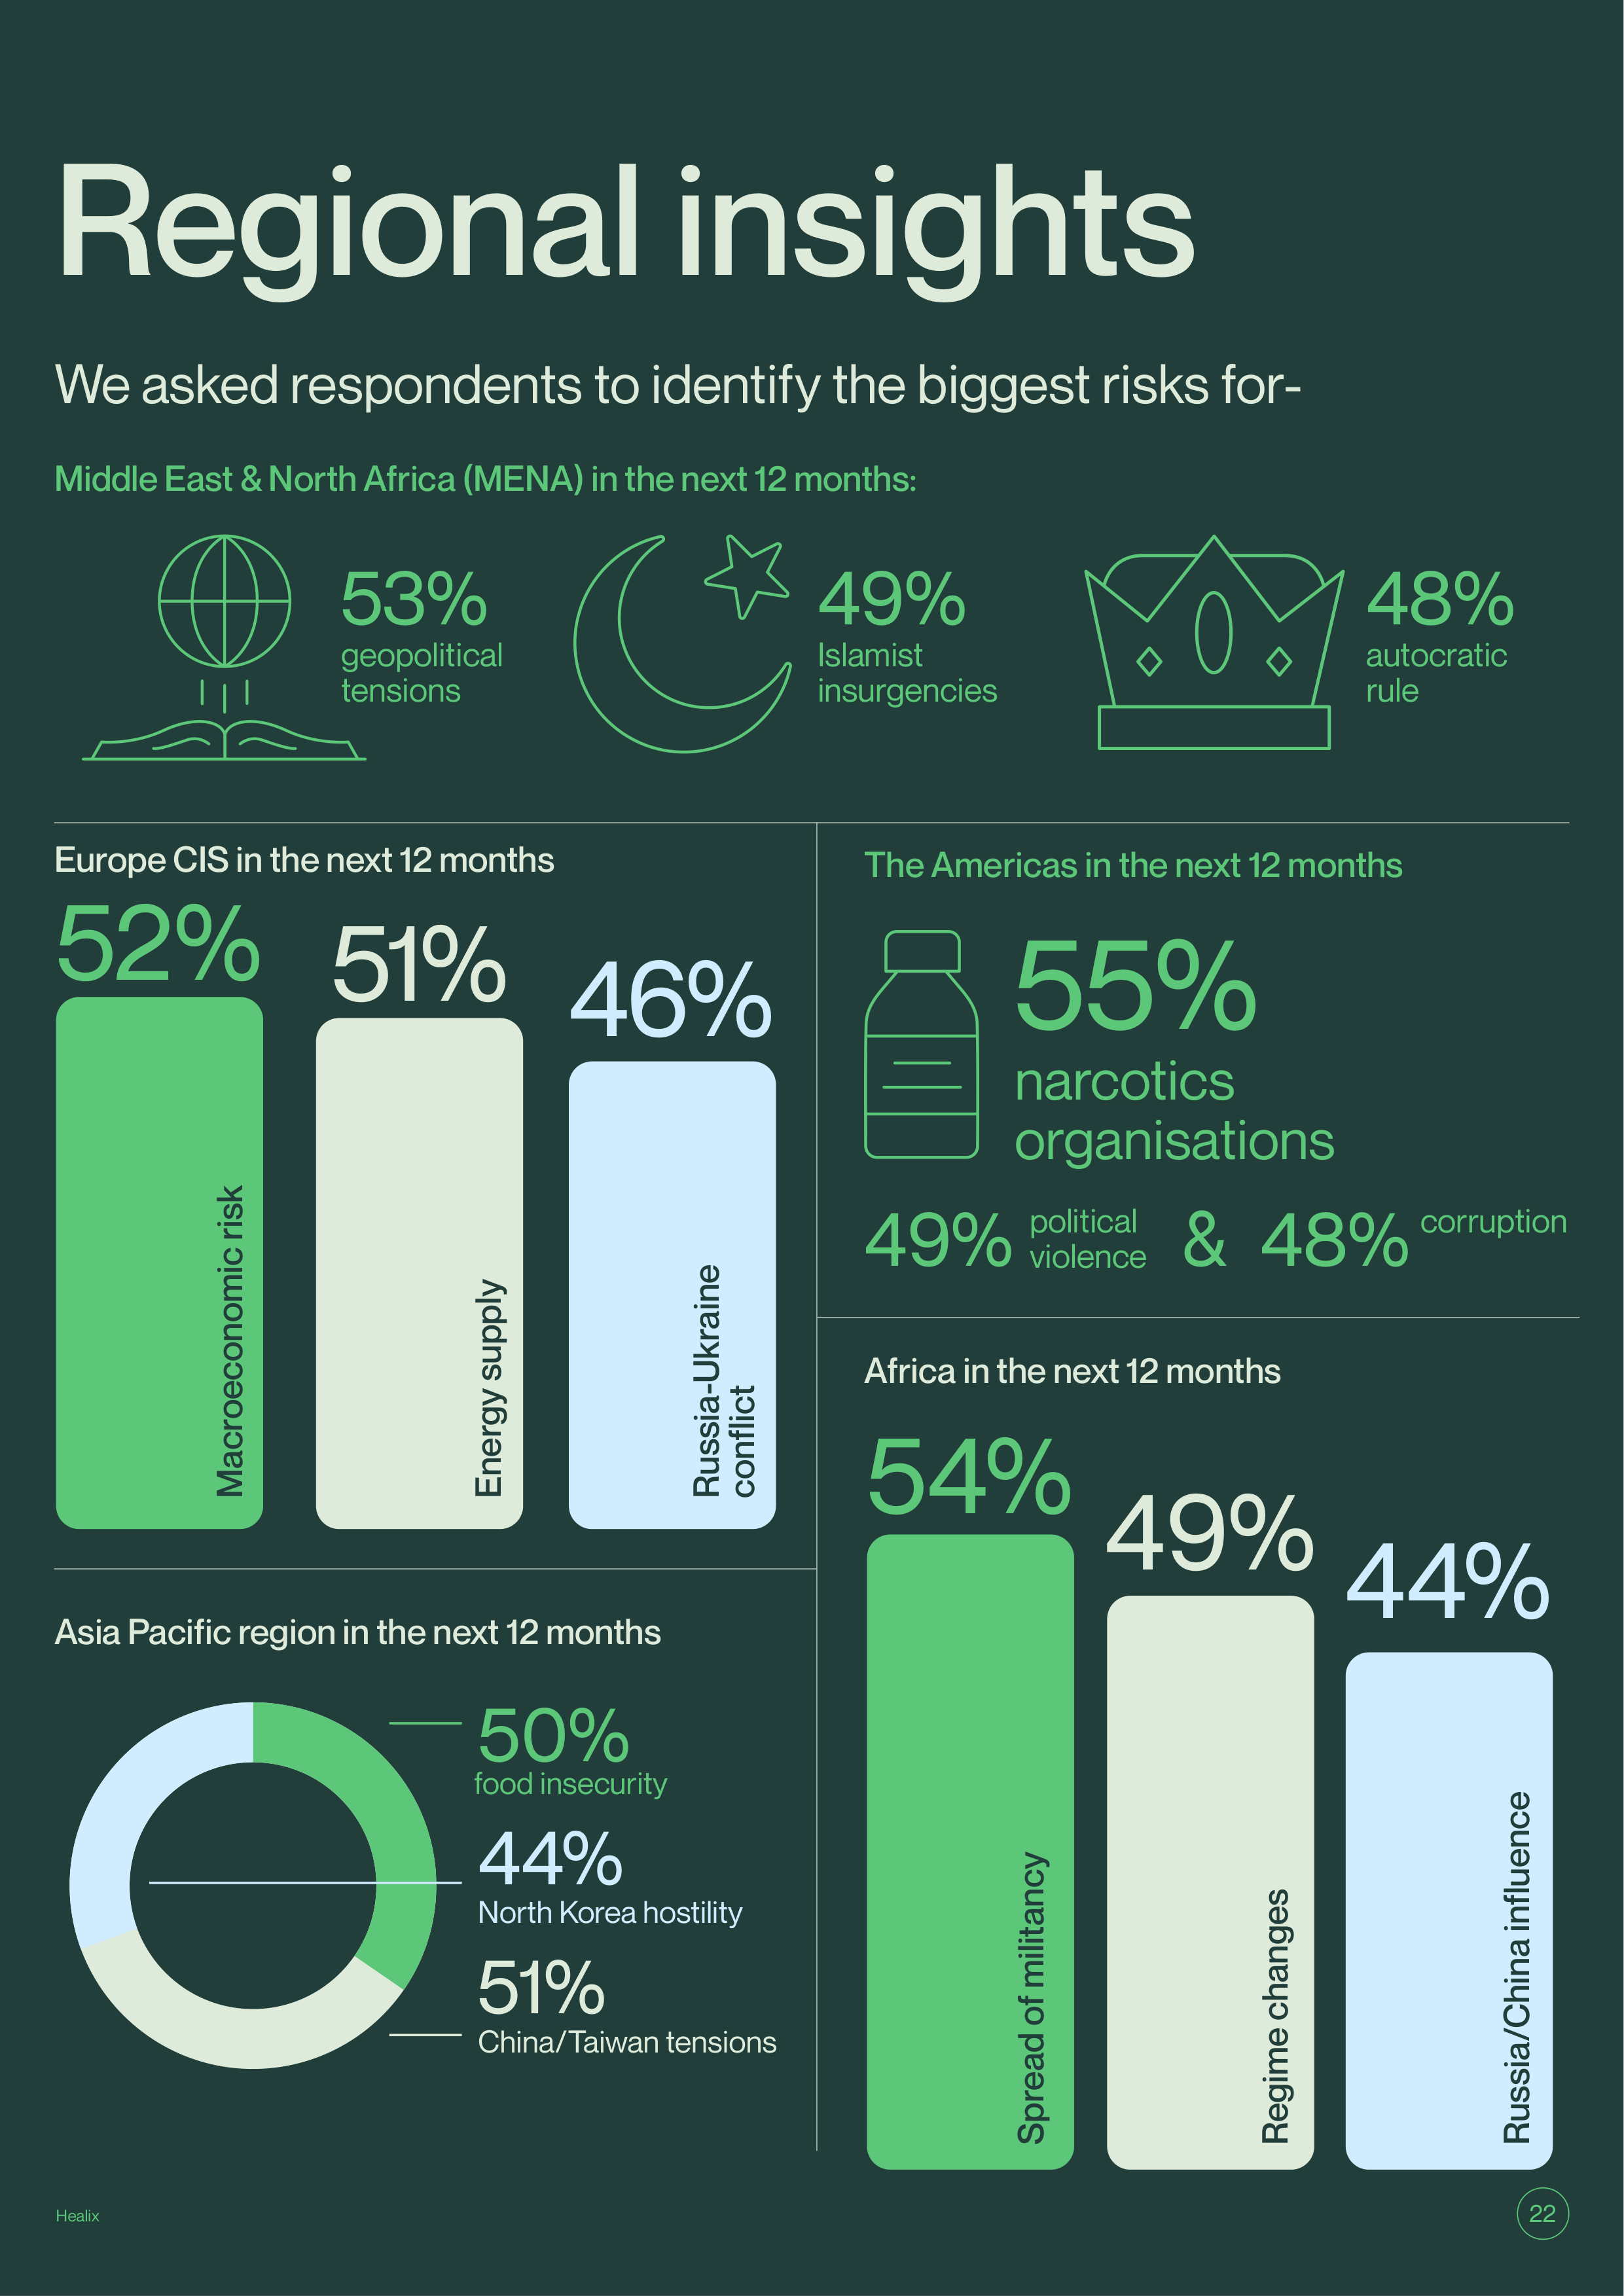 Regional insights
We asked respondents to identify the biggest risks for-
Middle East & North Africa (MENA) in the next 12 months:
53%
geopolitical
tensions
49%
Islamist
insurgencies
48%
autocratic
rule
Europe CIS in the next 12 months
52%
Macroeconomic risk
51%
Energy supply
46%
Russia-Ukraine
conflict
The Americas in the next 12 months
55%
narcotics
organisations
49%
political
violence
&
48%
corruption
Africa in the next 12 months
54%
Spread of militancy
49%
Regime changes
44%
Russia/China influence
Asia Pacific region in the next 12 months
50%
food insecurity
44%
North Korea hostility
51%
China/Taiwan tensions
Healix
22